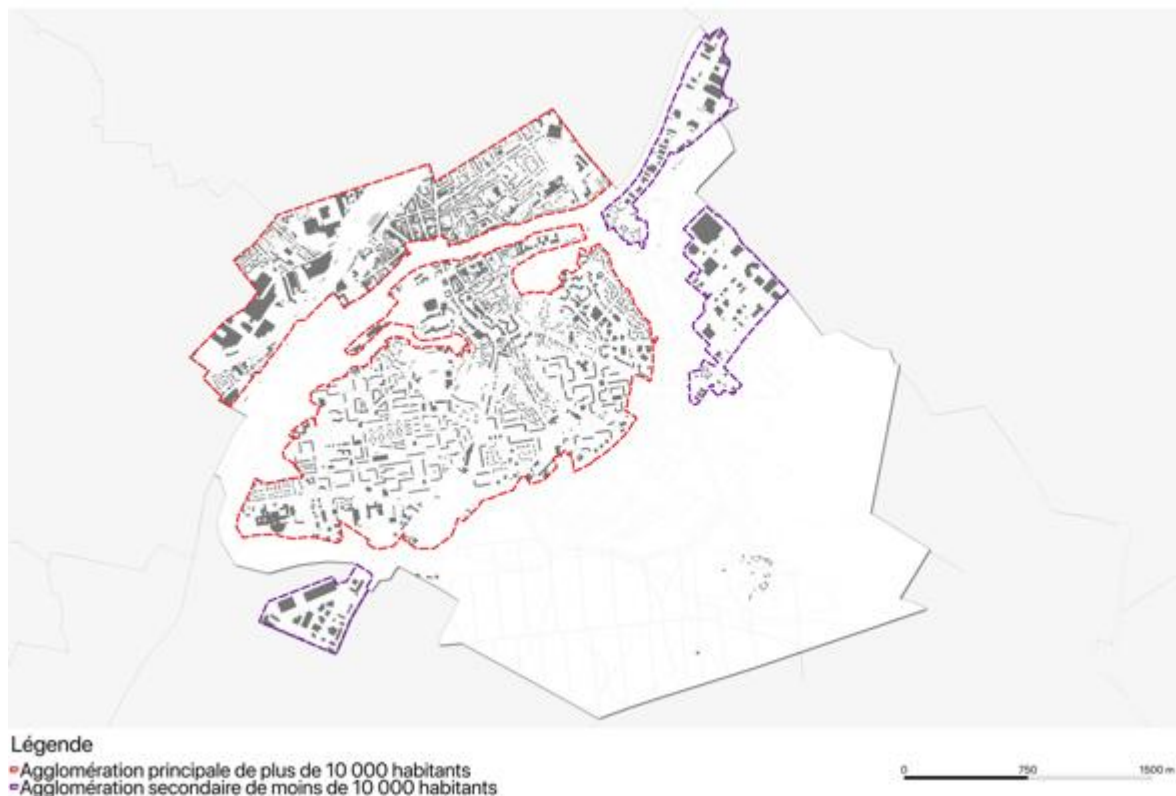 Légende
Agglomération principale de plus de 10 000 habitants
Agglomération secondaire de moins de 10 000 habitants
0 750 1500 m